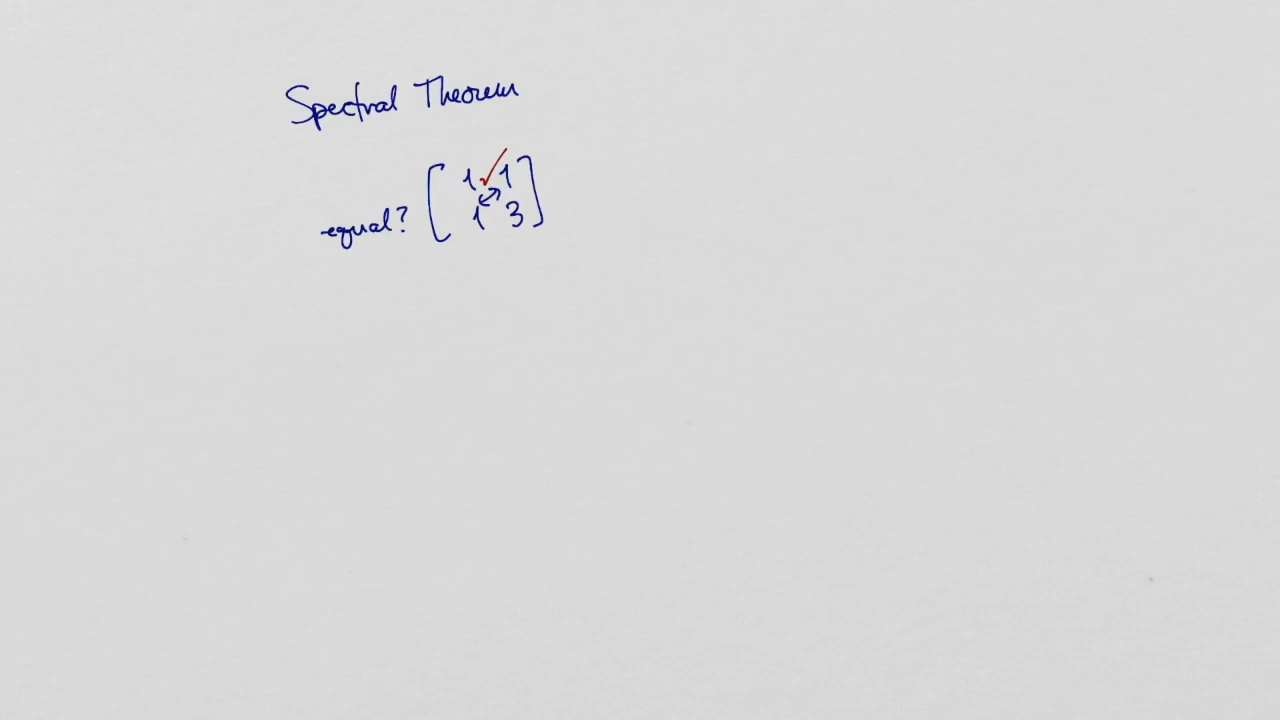 Spectral Theorem
1 ✓ 1
equal? [ ↔ ]
1 3